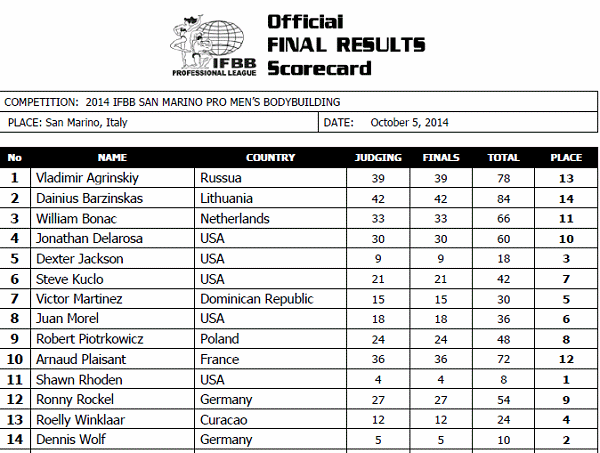 Official
FINAL RESULTS
Scorecard
IFBB
PROFESSIONAL LEAGUE
COMPETITION: 2014 IFBB SAN MARINO PRO MEN'S BODYBUILDING
PLACE: San Marino, Italy DATE: October 5, 2014
No NAME COUNTRY JUDGING FINALS TOTAL PLACE
1 Vladimir Agrinskiy Russua 39 39 78 13
2 Dainius Barzinskas Lithuania 42 42 84 14
3 William Bonac Netherlands 33 33 66 11
4 Jonathan Delarosa USA 30 30 60 10
5 Dexter Jackson USA 9 9 18 3
6 Steve Kuclo USA 21 21 42 7
7 Victor Martinez Dominican Republic 15 15 30 5
8 Juan Morel USA 18 18 36 6
9 Robert Piotrkowicz Poland 24 24 48 8
10 Arnaud Plaisant France 36 36 72 12
11 Shawn Rhoden USA 4 4 8 1
12 Ronny Rockel Germany 27 27 54 9
13 Roelly Winklaar Curacao 12 12 24 4
14 Dennis Wolf Germany 5 5 10 2